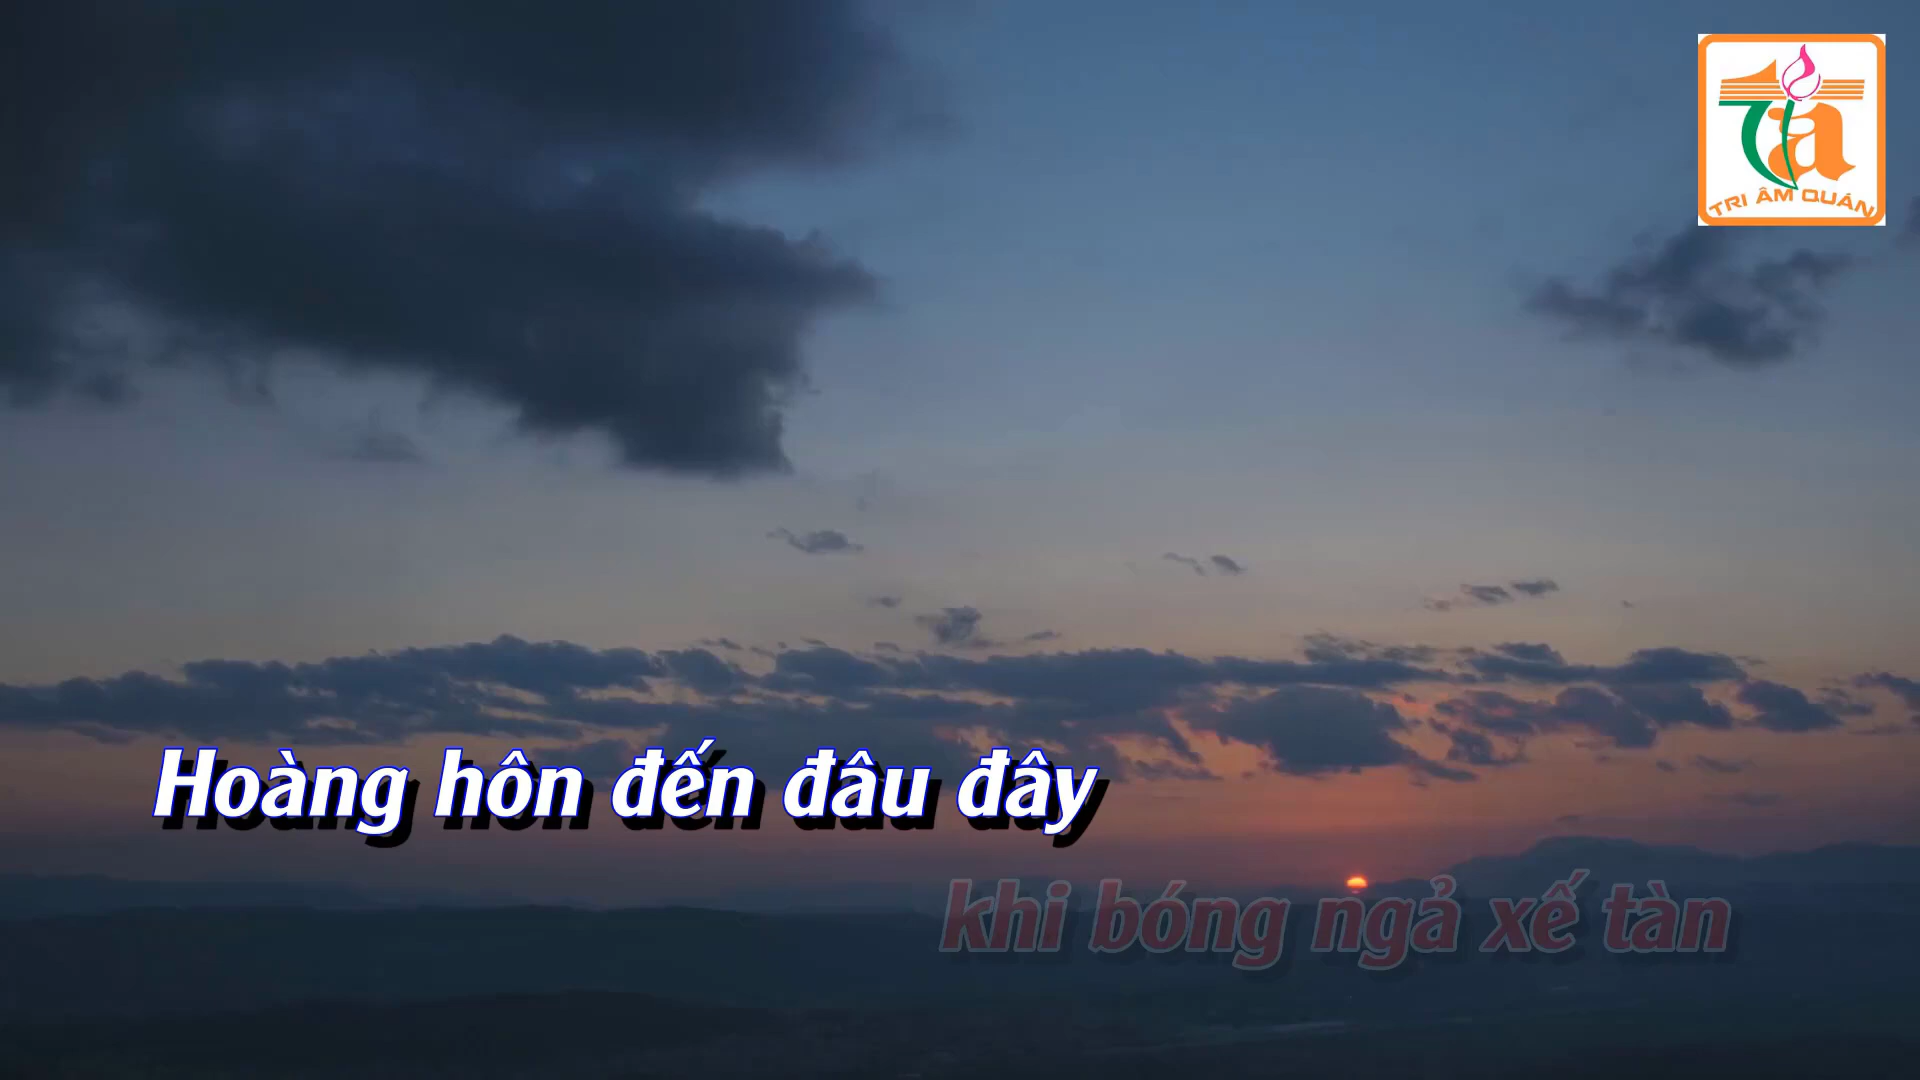 TRI ÂM QUÁN
Hoàng hôn đến đâu đây
khi bóng ngả xế tàn